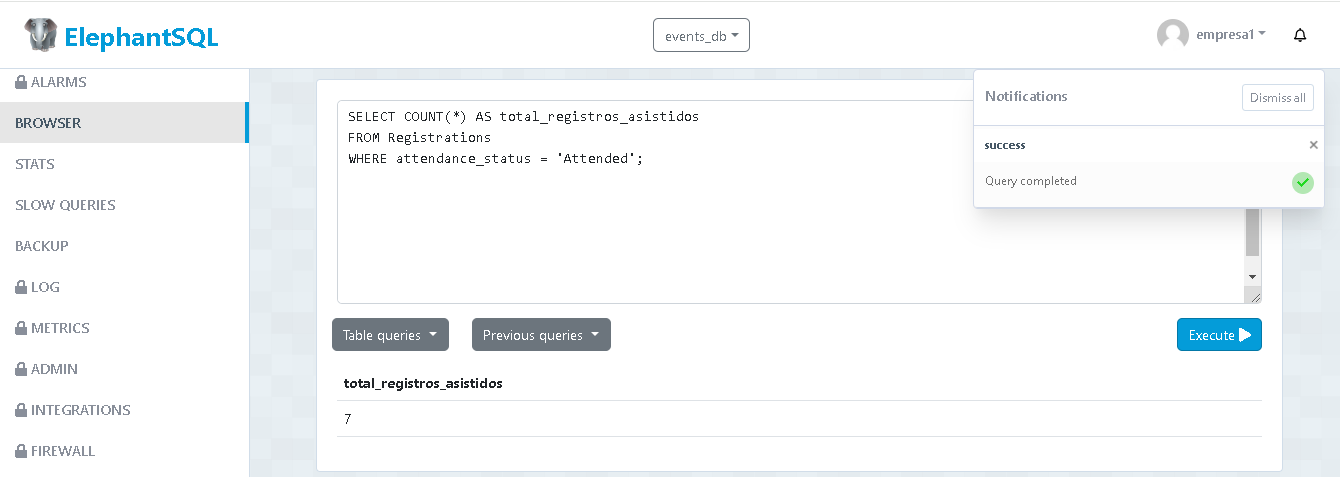 ElephantSQL
events_db
empresa1
ALARMS
BROWSER
STATS
SLOW QUERIES
BACKUP
LOG
METRICS
ADMIN
INTEGRATIONS
FIREWALL
SELECT COUNT(*) AS total_registros_asistidos
FROM Registrations
WHERE attendance_status = 'Attended';
Notifications
Dismiss all
success
×
Query completed
Table queries
Previous queries
Execute
total_registros_asistidos
7